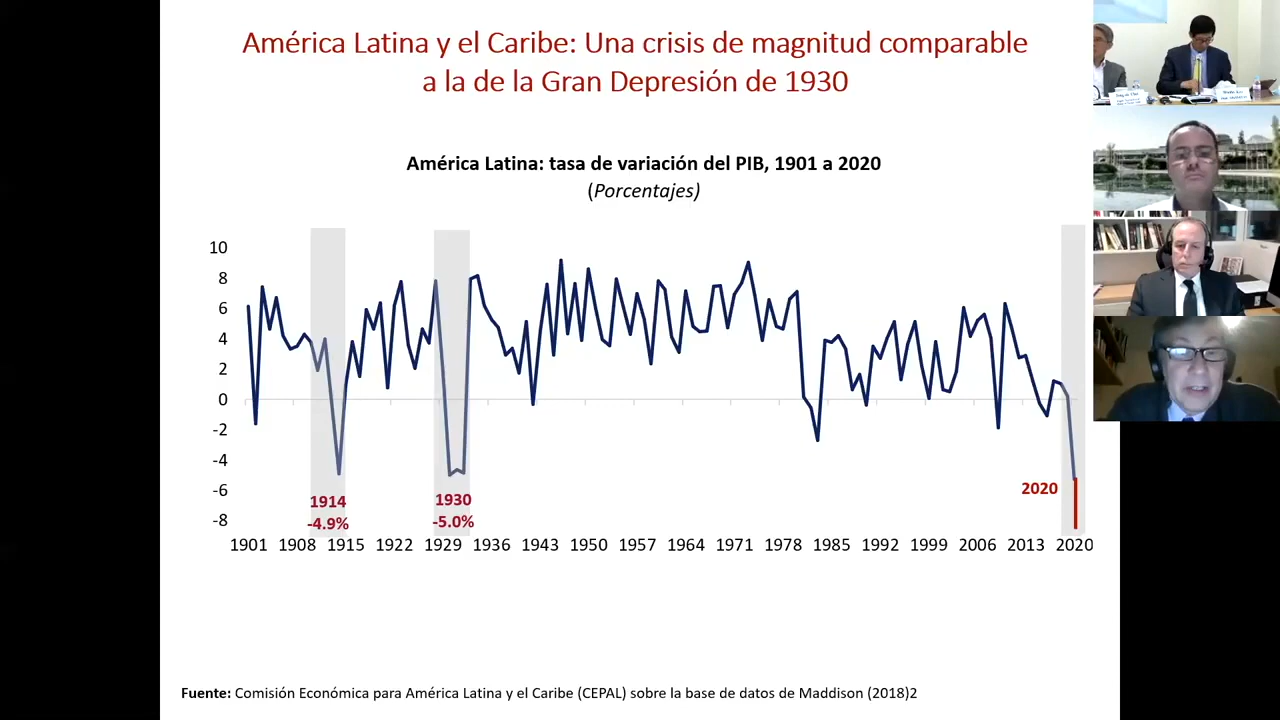 América Latina y el Caribe: Una crisis de magnitud comparable
a la de la Gran Depresión de 1930
América Latina: tasa de variación del PIB, 1901 a 2020
(Porcentajes)
10
8
6
4
2
0
-2
-4
-6
-8
1914
-4.9%
1930
-5.0%
2020
1901 1908 1915 1922 1929 1936 1943 1950 1957 1964 1971 1978 1985 1992 1999 2006 2013 2020
Fuente: Comisión Económica para América Latina y el Caribe (CEPAL) sobre la base de datos de Maddison (2018)2